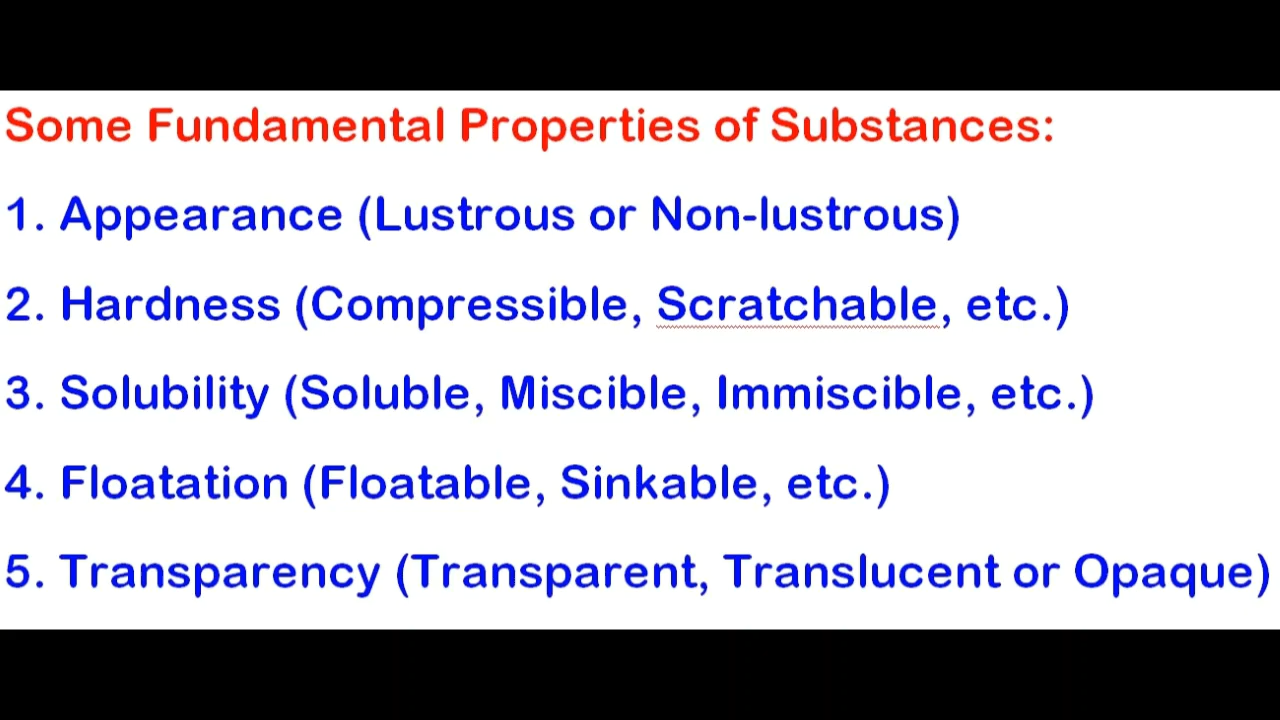 Some Fundamental Properties of Substances:
1. Appearance (Lustrous or Non-lustrous)
2. Hardness (Compressible, Scratchable, etc.)
3. Solubility (Soluble, Miscible, Immiscible, etc.)
4. Floatation (Floatable, Sinkable, etc.)
5. Transparency (Transparent, Translucent or Opaque)